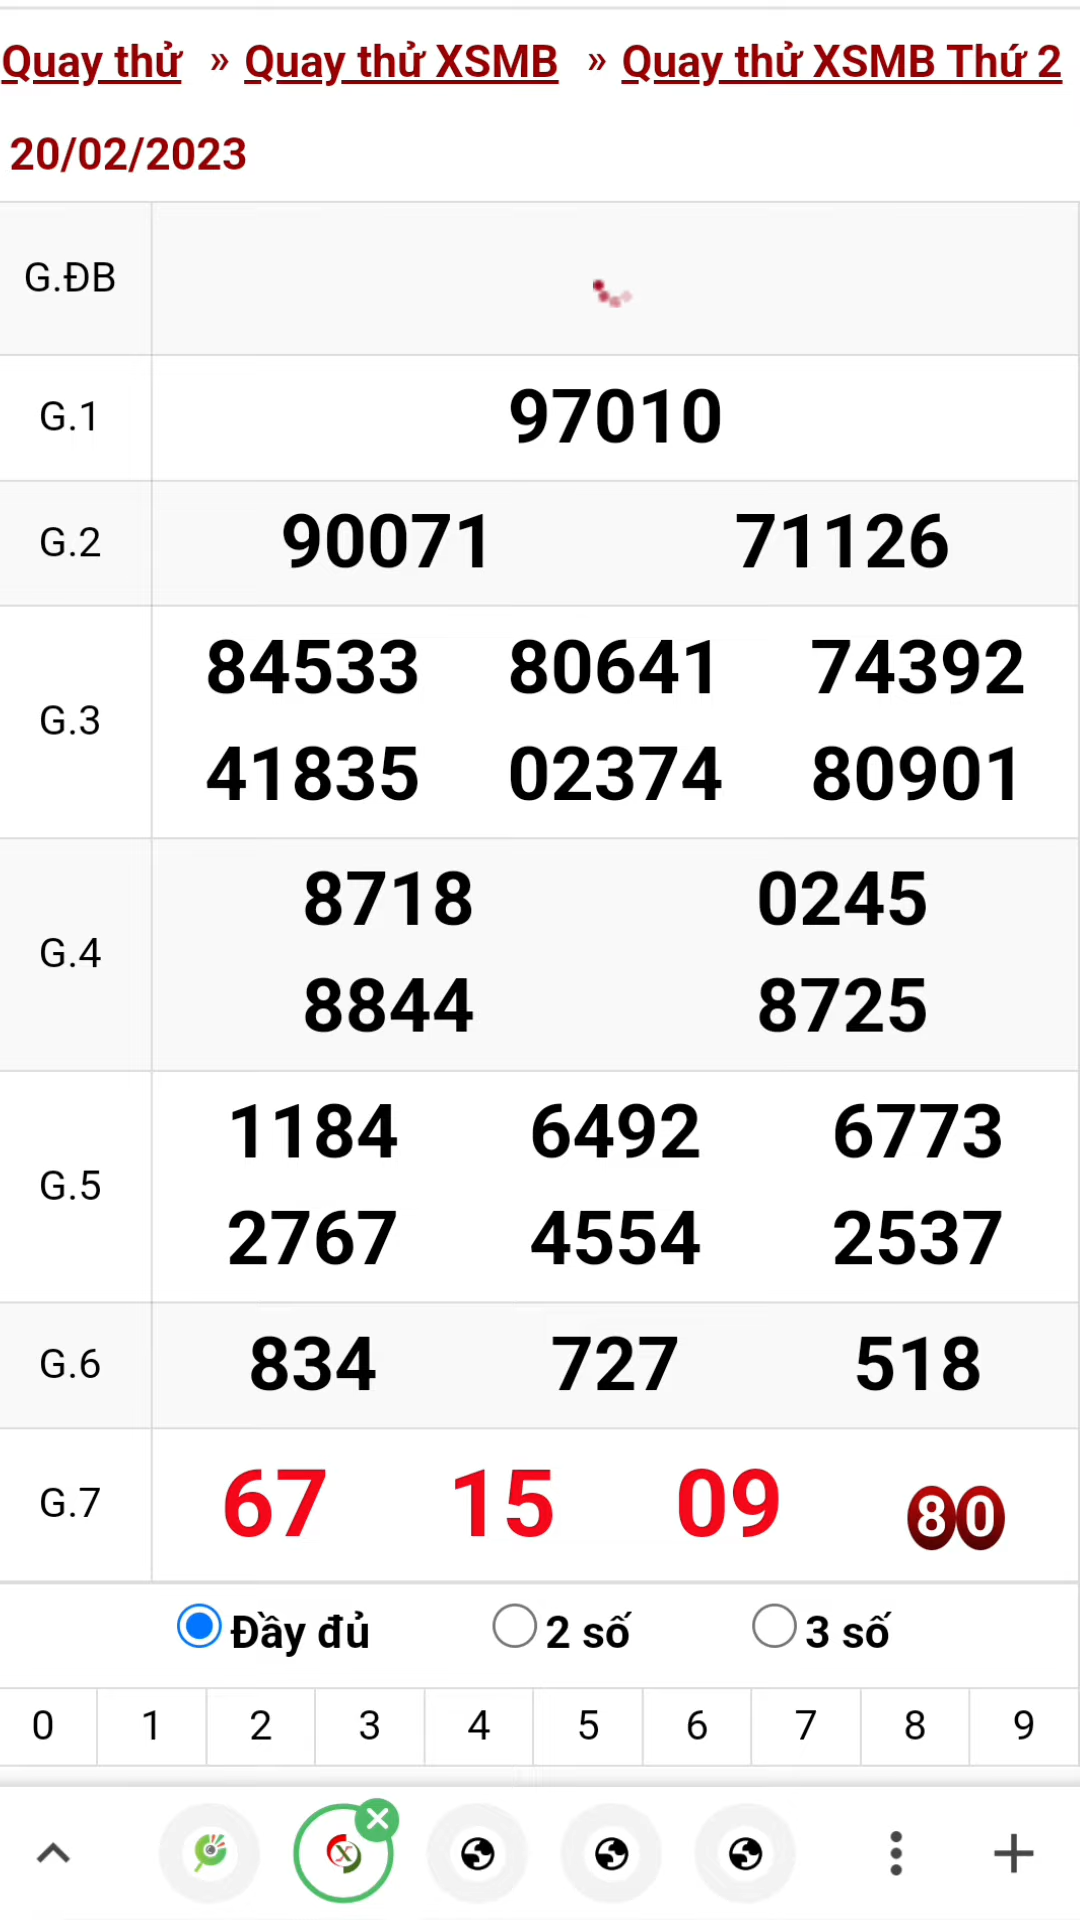 Quay thử » Quay thử XSMB » Quay thử XSMB Thứ 2
20/02/2023
G.ĐB
G.1 97010
G.2 90071 71126
G.3 84533 80641 74392
41835 02374 80901
G.4 8718 0245
8844 8725
G.5 1184 6492 6773
2767 4554 2537
G.6 834 727 518
G.7 67 15 09 80
Đầy đủ 2 số 3 số
0 1 2 3 4 5 6 7 8 9
X